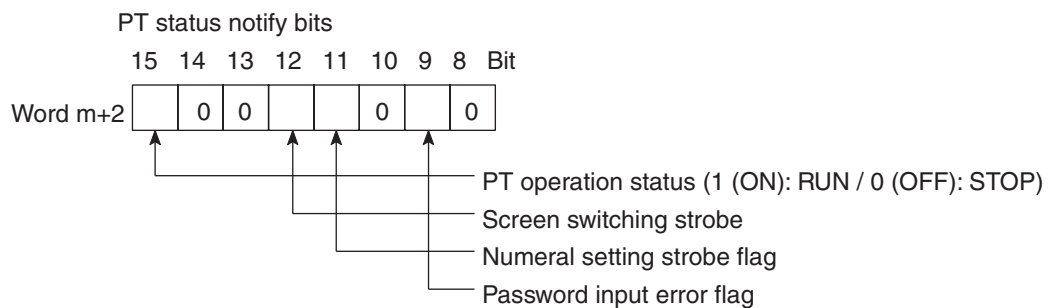 PT status notify bits
15 14 13 12 11 10 9 8 Bit
Word m+2 0 0 0 0
PT operation status (1 (ON): RUN / 0 (OFF): STOP)
Screen switching strobe
Numeral setting strobe flag
Password input error flag